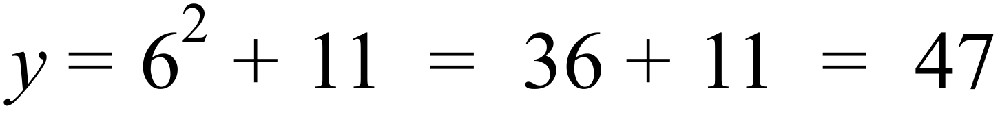 y = 6² + 11 = 36 + 11 = 47